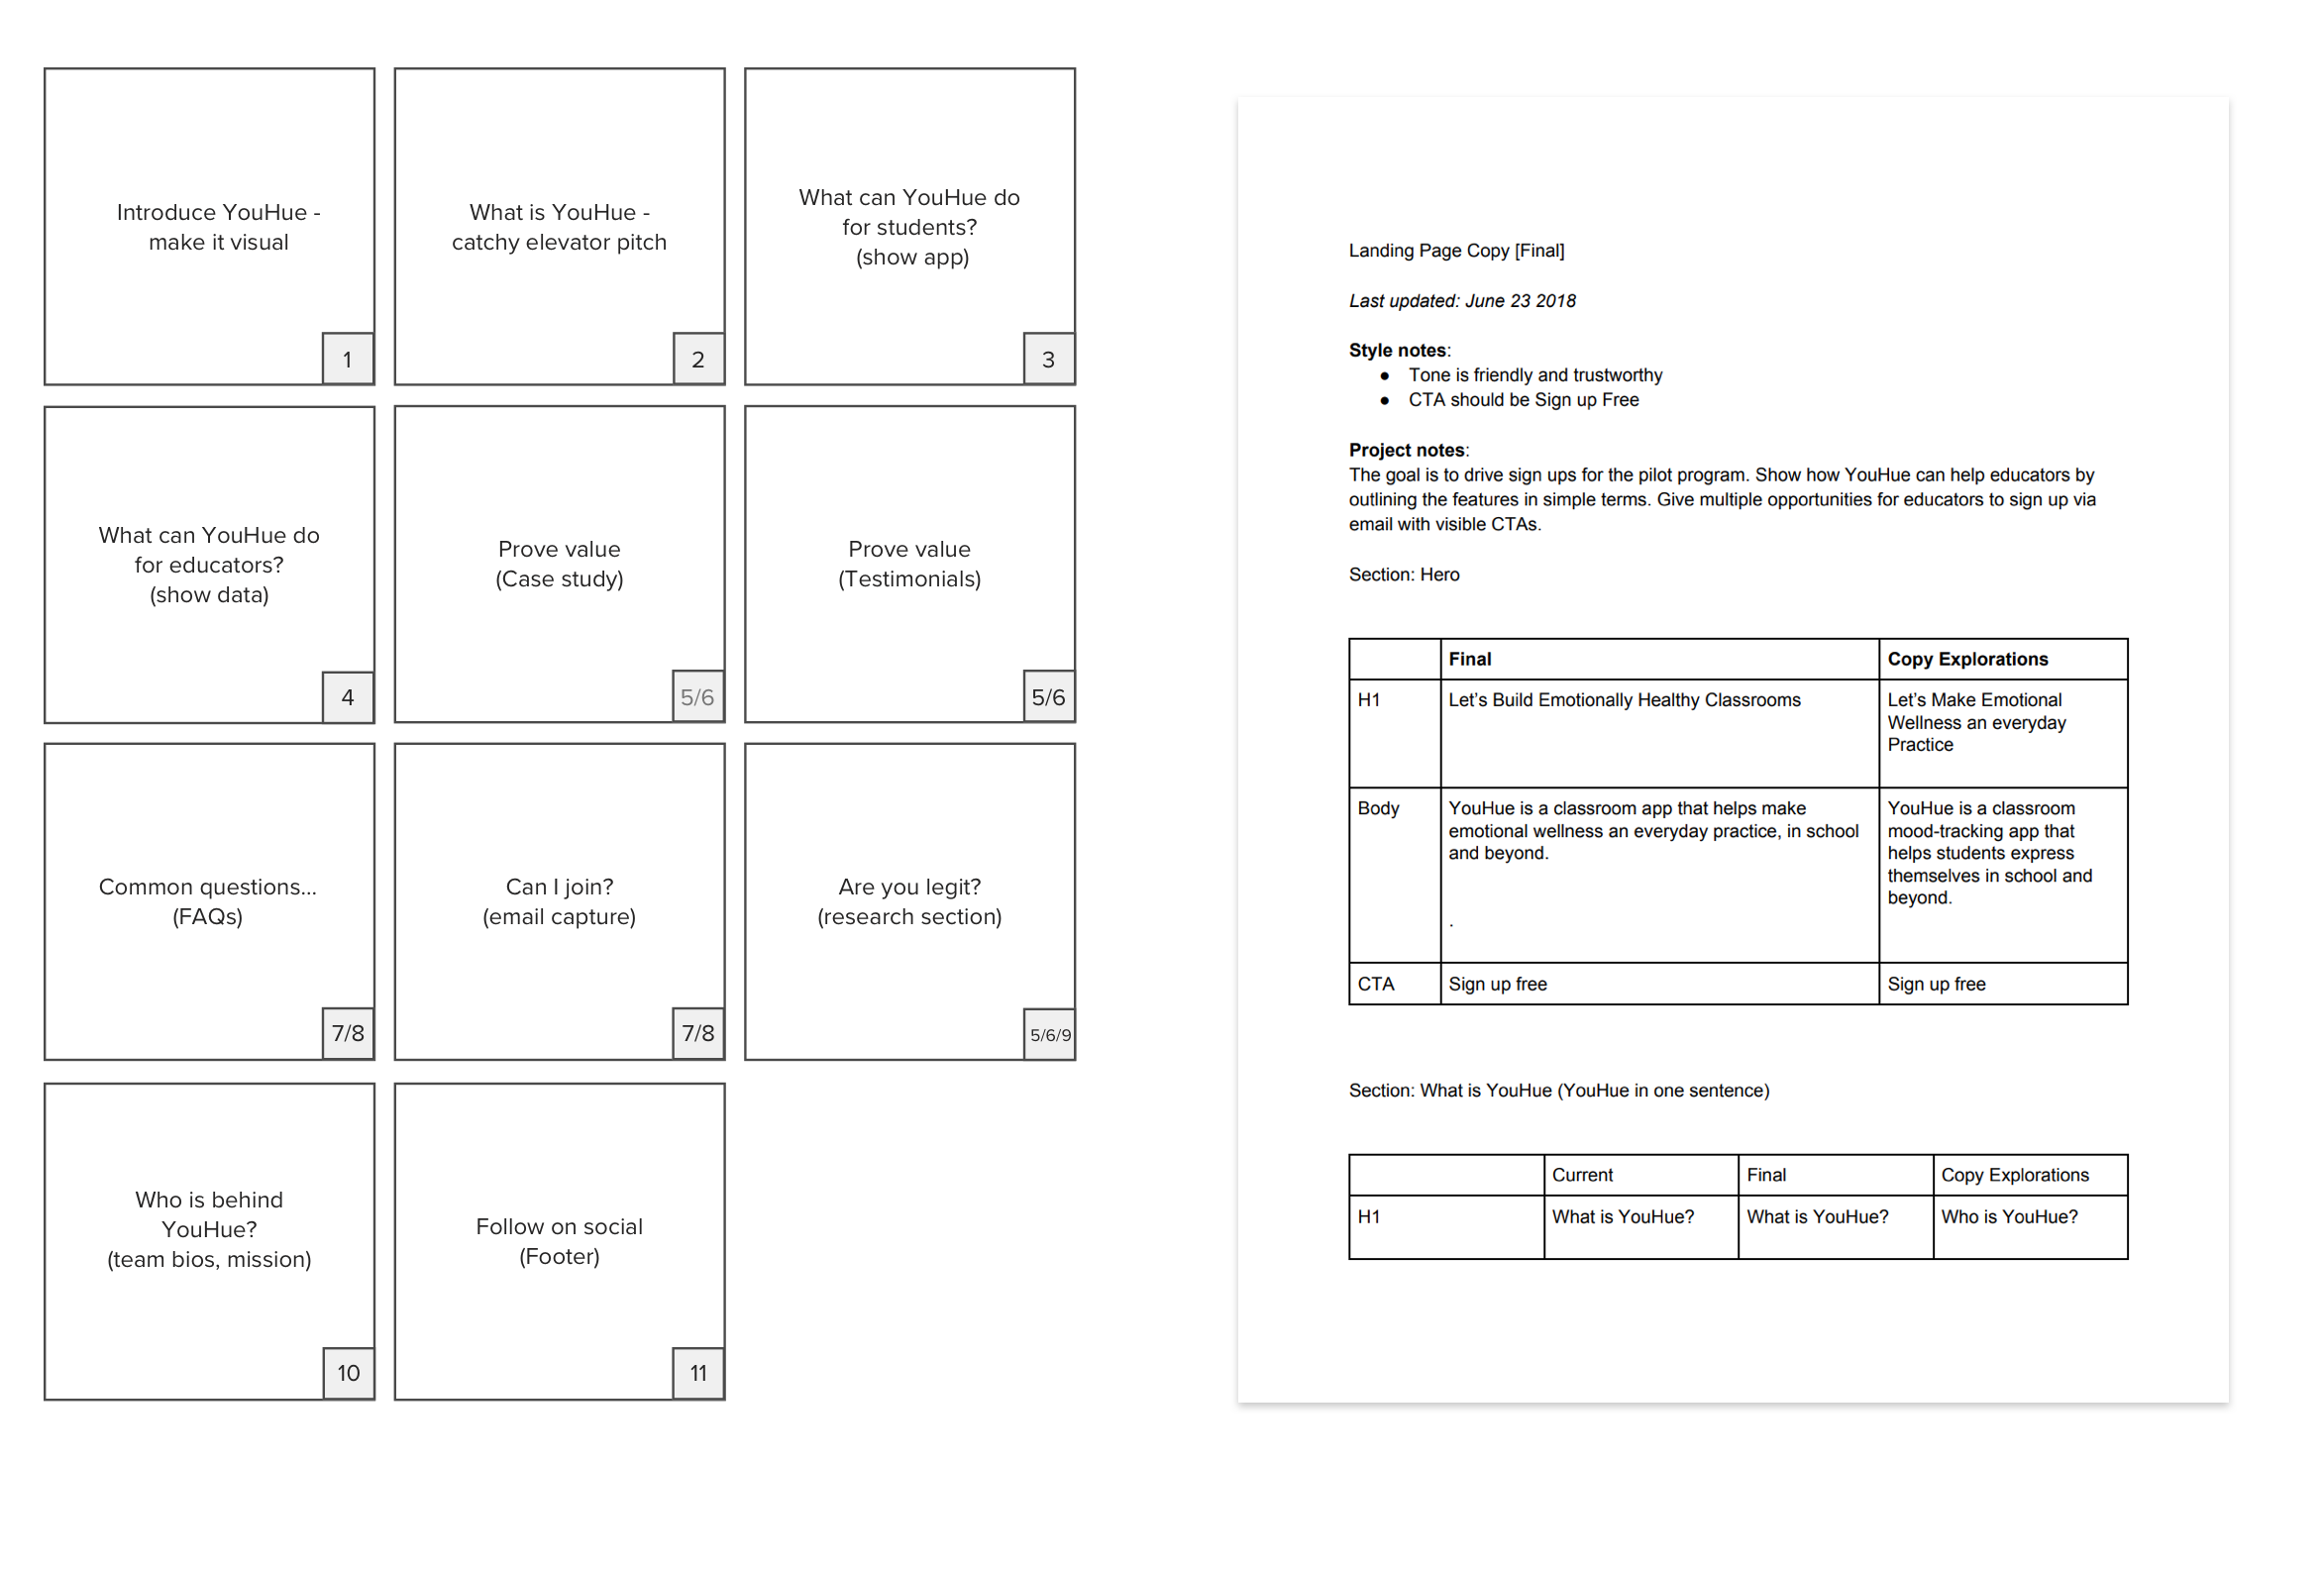 Introduce YouHue -
make it visual
1
What is YouHue -
catchy elevator pitch
2
What can YouHue do
for students?
(show app)
3
What can YouHue do
for educators?
(show data)
4
Prove value
(Case study)
5/6
Prove value
(Testimonials)
5/6
Common questions...
(FAQs)
7/8
Can I join?
(email capture)
7/8
Are you legit?
(research section)
5/6/9
Who is behind
YouHue?
(team bios, mission)
10
Follow on social
(Footer)
11
Landing Page Copy [Final]
Last updated: June 23 2018
Style notes:
● Tone is friendly and trustworthy
● CTA should be Sign up Free
Project notes:
The goal is to drive sign ups for the pilot program. Show how YouHue can help educators by
outlining the features in simple terms. Give multiple opportunities for educators to sign up via
email with visible CTAs.
Section: Hero
Final
Copy Explorations
H1
Let’s Build Emotionally Healthy Classrooms
Let’s Make Emotional
Wellness an everyday
Practice
Body
YouHue is a classroom app that helps make
emotional wellness an everyday practice, in school
and beyond.
.
YouHue is a classroom
mood-tracking app that
helps students express
themselves in school and
beyond.
CTA
Sign up free
Sign up free
Section: What is YouHue (YouHue in one sentence)
Current
Final
Copy Explorations
H1
What is YouHue?
What is YouHue?
Who is YouHue?